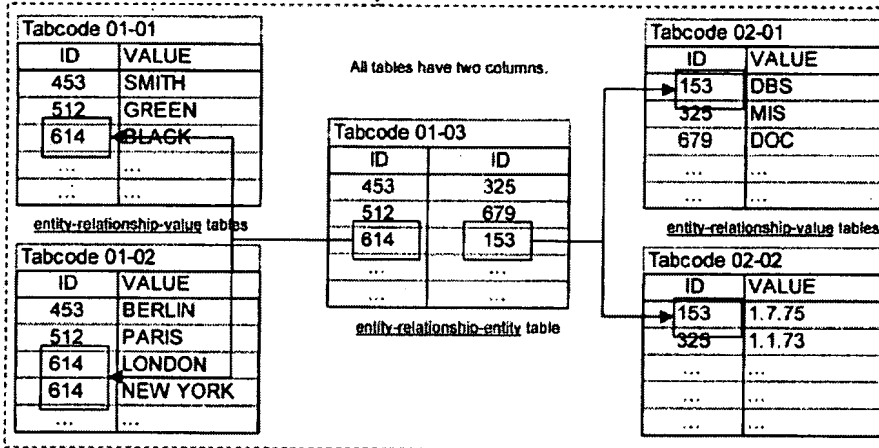 Tabcode 01-01
ID VALUE
453 SMITH
512 GREEN
614 BLACK
... ...
... ...
entity-relationship-value tables
Tabcode 01-02
ID VALUE
453 BERLIN
512 PARIS
614 LONDON
614 NEW YORK
... ...
All tables have two columns.
Tabcode 01-03
ID ID
453 325
512 679
614 153
... ...
... ...
entity-relationship-entity table
Tabcode 02-01
ID VALUE
153 DBS
325 MIS
679 DOC
... ...
... ...
entity-relationship-value tables
Tabcode 02-02
ID VALUE
153 1.7.75
325 1.1.73
... ...
... ...
... ...